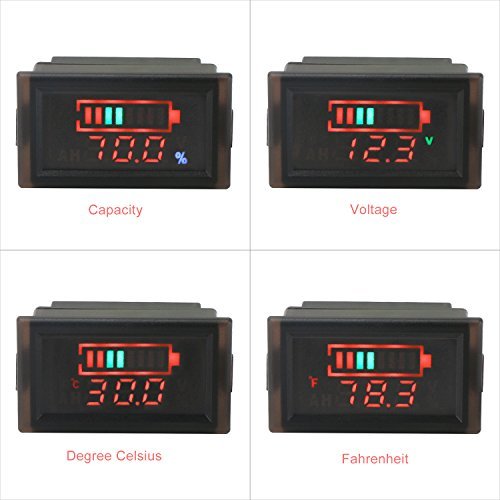 70.0 %
Capacity
12.3 V
Voltage
°C 30.0
Degree Celsius
°F 78.3
Fahrenheit